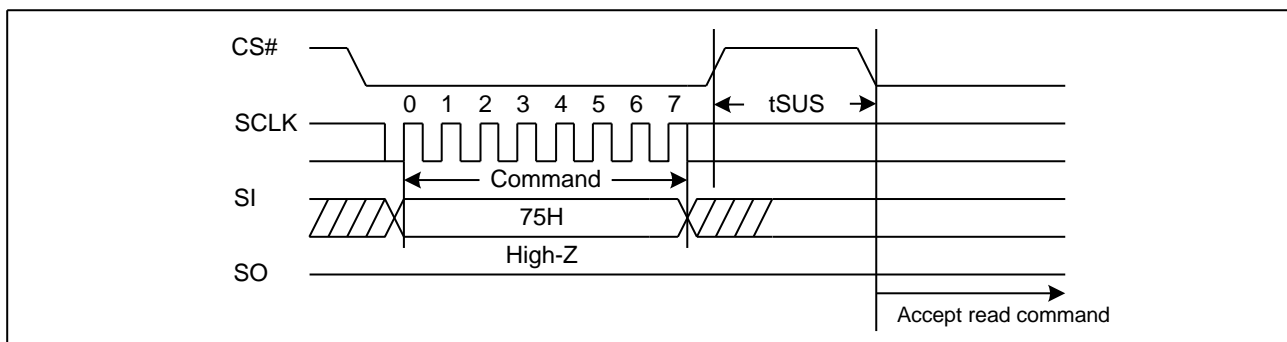 CS#
0 1 2 3 4 5 6 7
tSUS
SCLK
Command
SI
75H
High-Z
SO
Accept read command